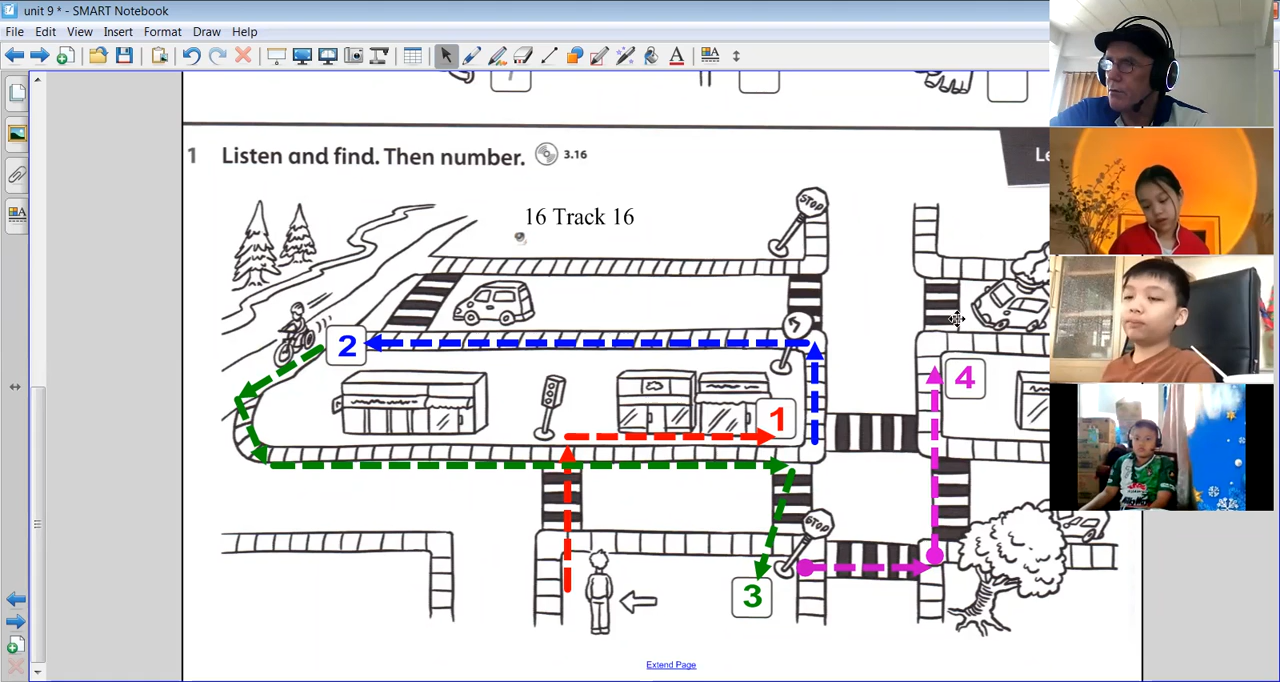 unit 9 * - SMART Notebook
File Edit View Insert Format Draw Help
1 Listen and find. Then number. 3.16
Le
16 Track 16
STOP
2
4
1
STOP
3
Extend Page